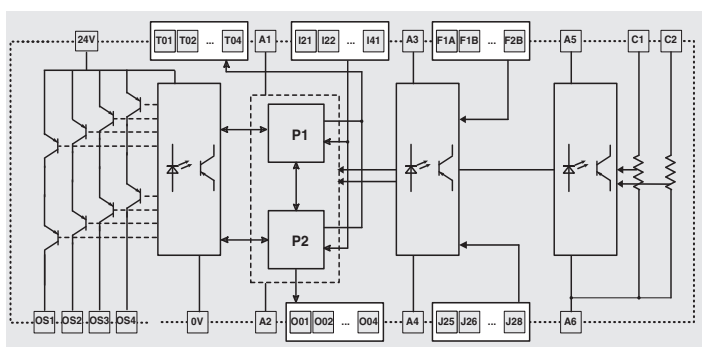 24V T01 T02 ... T04 A1 I21 I22 ... I41 A3 F1A F1B ... F2B A5 C1 C2
P1
P2
OS1 OS2 OS3 OS4 0V A2 O01 O02 ... O04 A4 J25 J26 ... J28 A6